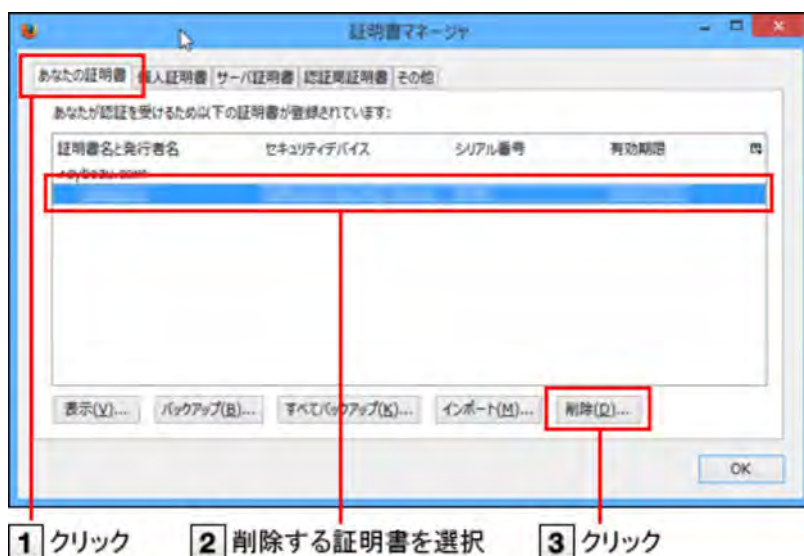 証明書マネージャ
あなたの証明書 個人証明書 サーバ証明書 認証局証明書 その他
あなたが認証を受けるため以下の証明書が登録されています:
証明書名と発行者名 セキュリティデバイス シリアル番号 有効期限
表示(V)... バックアップ(B)... すべてバックアップ(K)... インポート(M)... 削除(D)...
OK
1 クリック 2 削除する証明書を選択 3 クリック